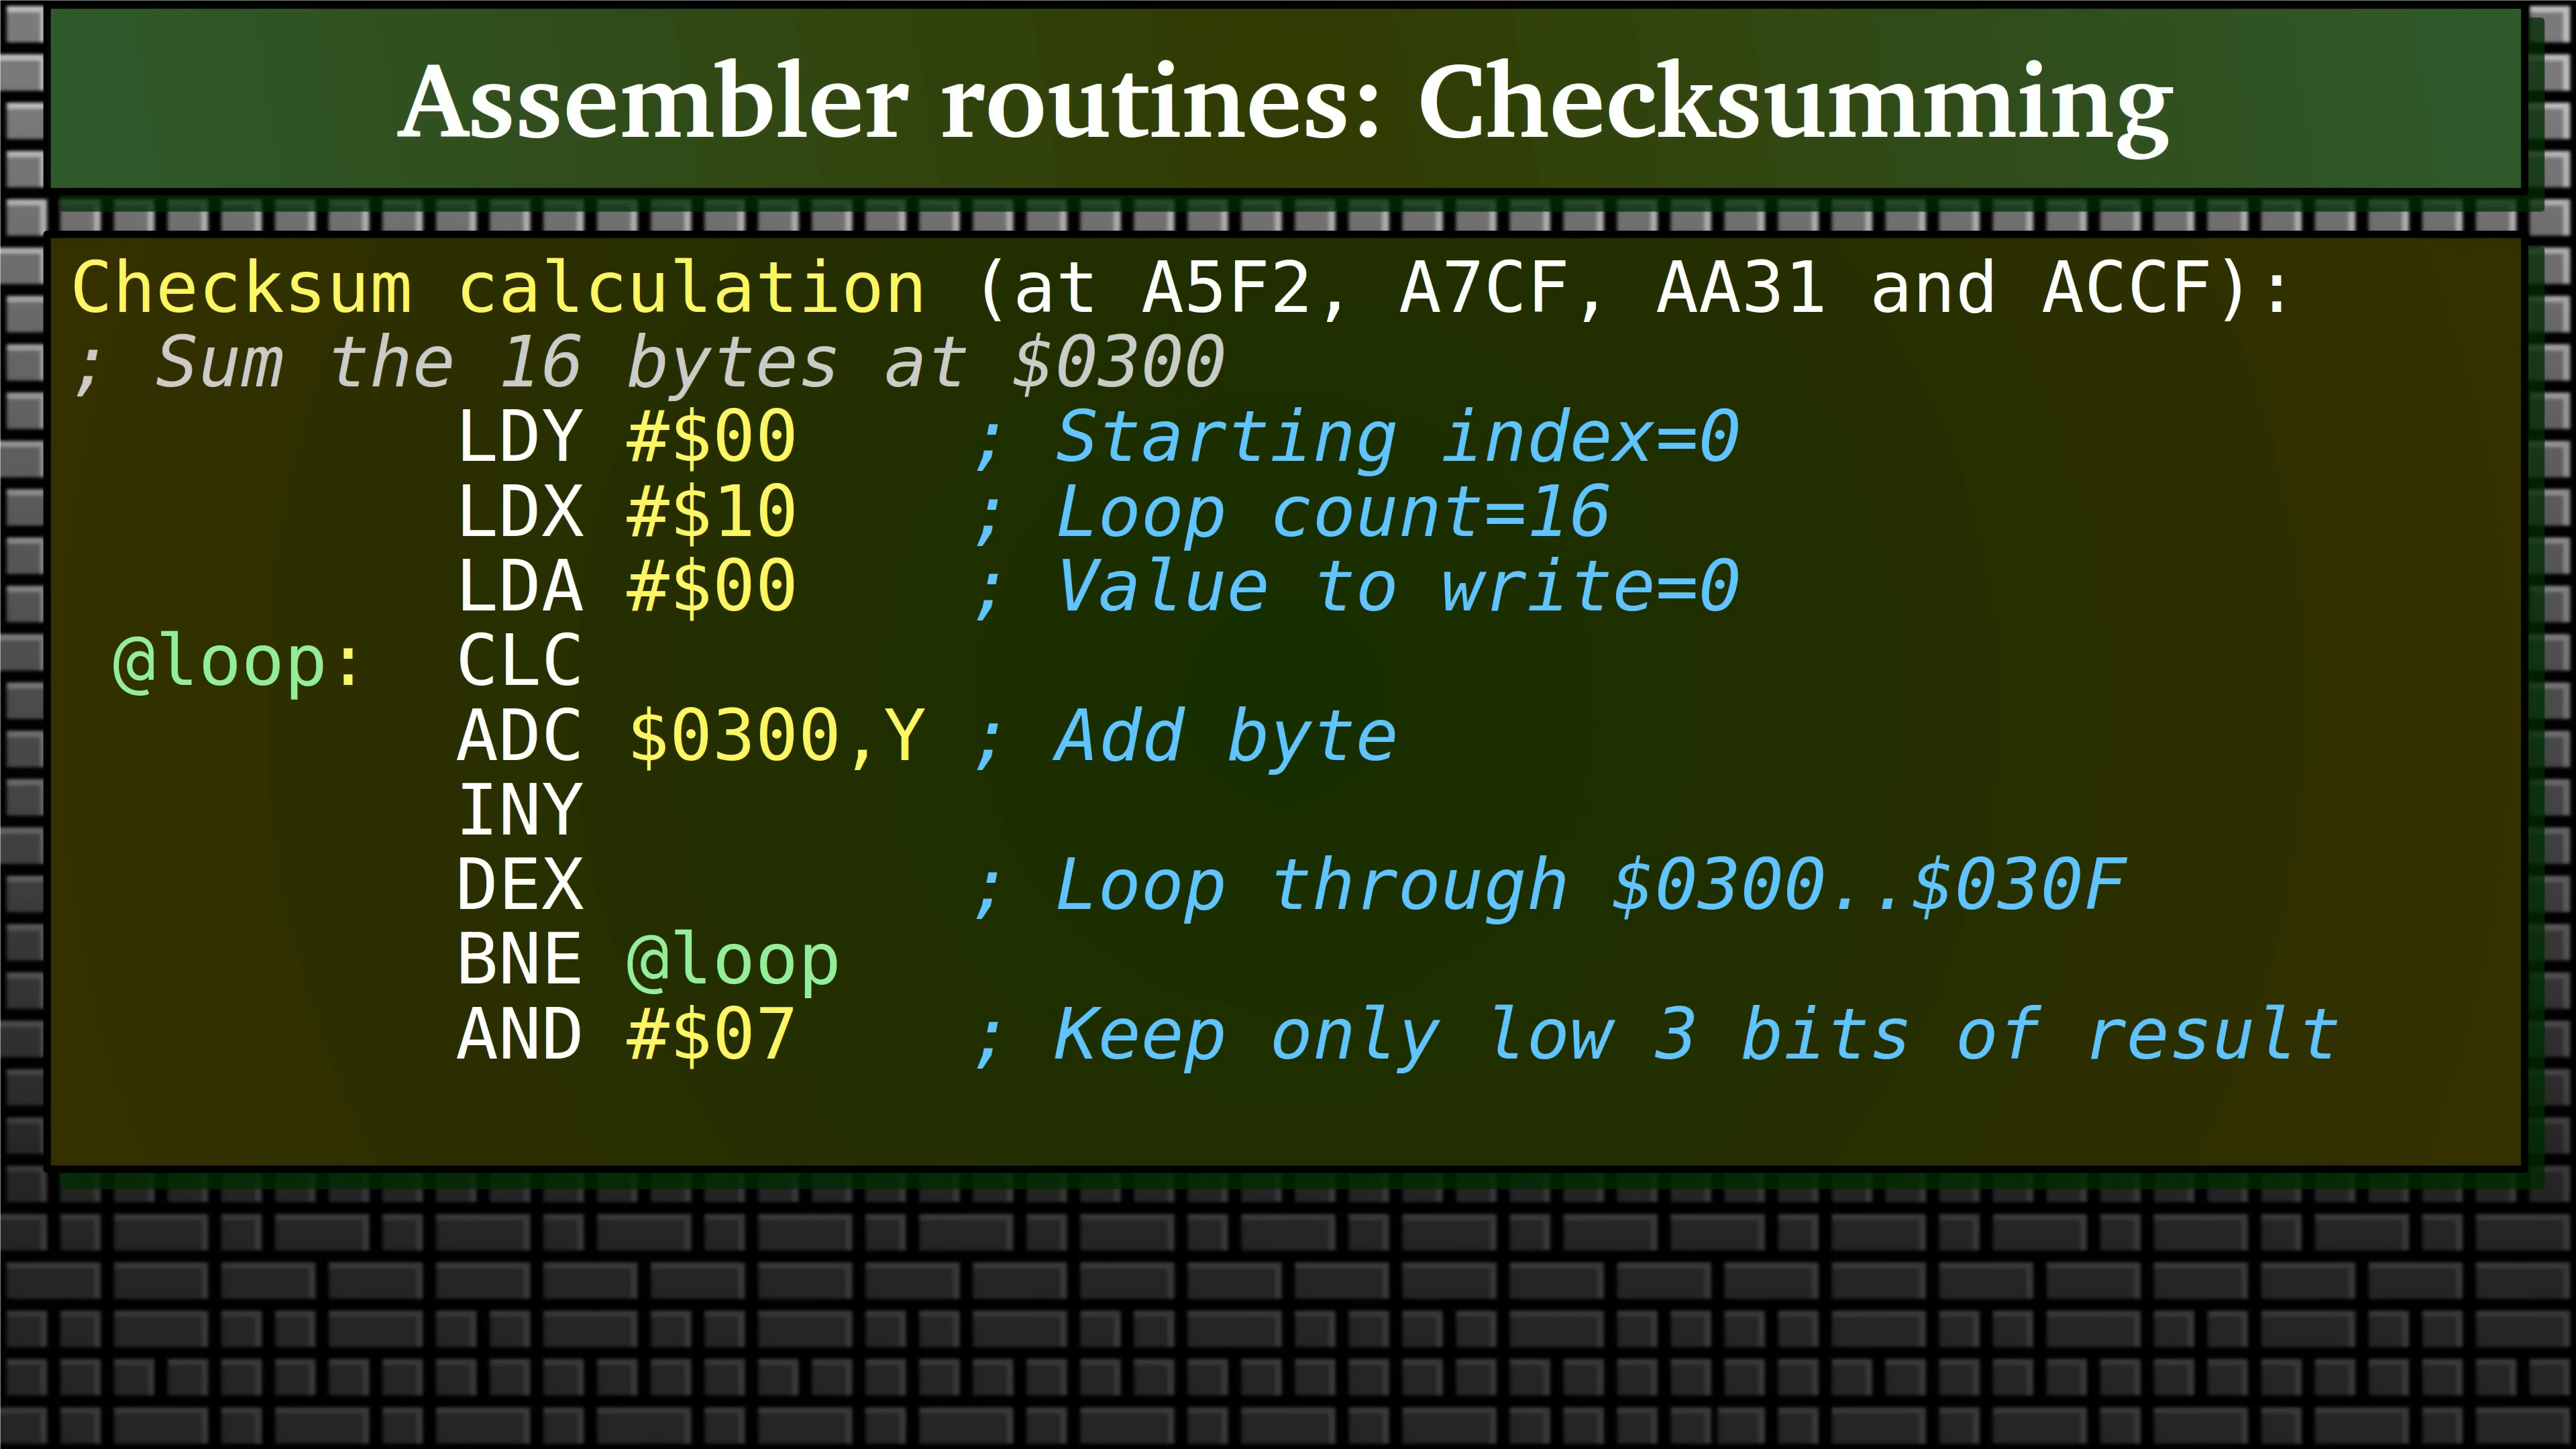 Assembler routines: Checksumming
Checksum calculation (at A5F2, A7CF, AA31 and ACCF):
; Sum the 16 bytes at $0300
LDY #$00 ; Starting index=0
LDX #$10 ; Loop count=16
LDA #$00 ; Value to write=0
@loop: CLC
ADC $0300,Y ; Add byte
INY
DEX ; Loop through $0300..$030F
BNE @loop
AND #$07 ; Keep only low 3 bits of result